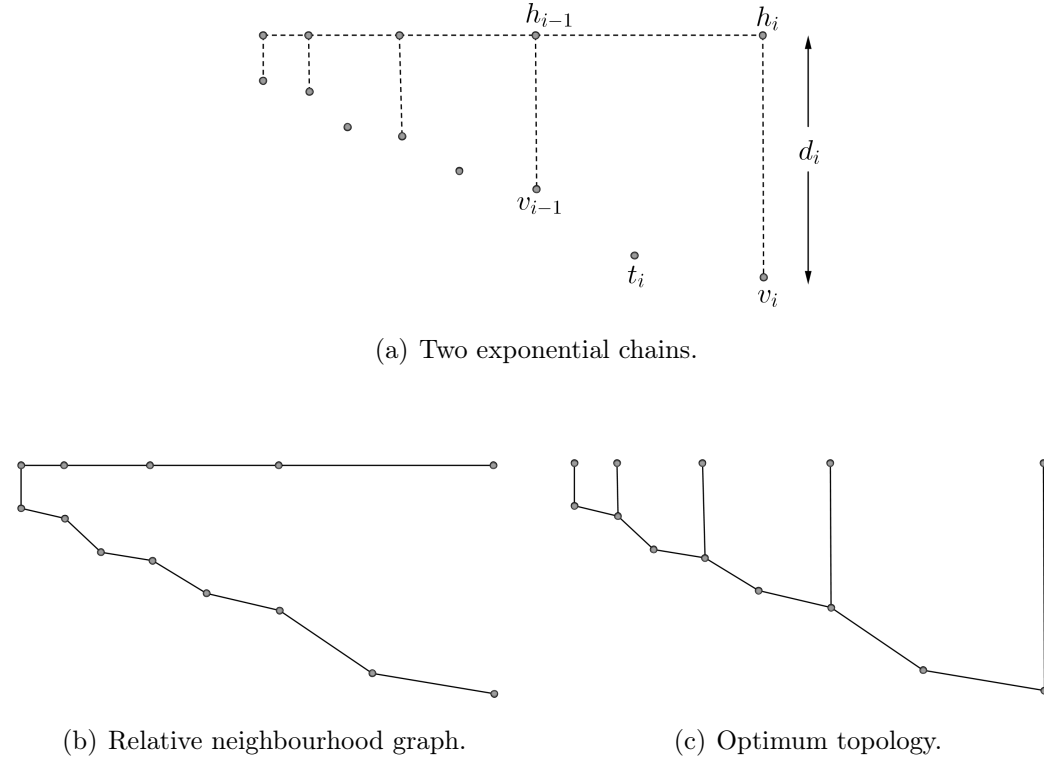 h_{i−1} h_i
d_i
v_{i−1}
t_i
v_i
(a) Two exponential chains.
(b) Relative neighbourhood graph.
(c) Optimum topology.